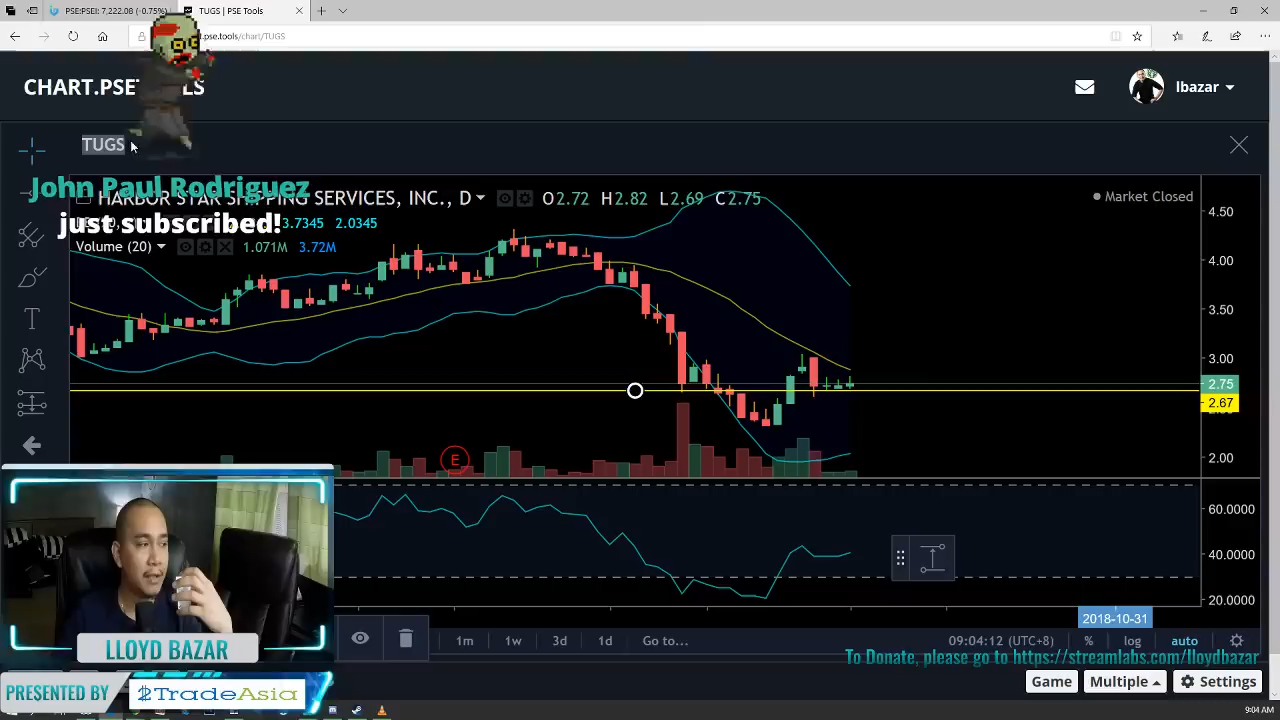 PSE:PSEI: 7,222.08 (-0.75%)
TUGS | PSE Tools
.pse.tools/chart/TUGS
CHART.PSE LS
lbazar
TUGS
John Paul Rodriguez
just subscribed!
HARBOR STAR SHIPPING SERVICES, INC., D
O2.72 H2.82 L2.69 C2.75
Market Closed
3.7345 2.0345
Volume (20) 1.071M 3.72M
4.50
4.00
3.50
3.00
2.75
2.67
2.00
E
60.0000
40.0000
20.0000
2018-10-31
1m 1w 3d 1d Go to...
09:04:12 (UTC+8) % log auto
To Donate, please go to https://streamlabs.com/lloydbazar
LLOYD BAZAR
PRESENTED BY $TradeAsia
Game Multiple Settings
9:04 AM